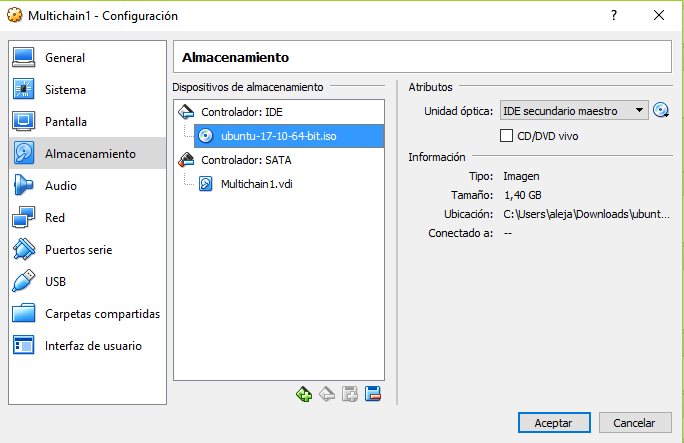 Multichain1 - Configuración
?
General
Sistema
Pantalla
Almacenamiento
Audio
Red
Puertos serie
USB
Carpetas compartidas
Interfaz de usuario
Almacenamiento
Dispositivos de almacenamiento
Controlador: IDE
ubuntu-17-10-64-bit.iso
Controlador: SATA
Multichain1.vdi
Atributos
Unidad óptica: IDE secundario maestro
CD/DVD vivo
Información
Tipo: Imagen
Tamaño: 1,40 GB
Ubicación: C:\Users\aleja\Downloads\ubunt...
Conectado a: --
Aceptar Cancelar